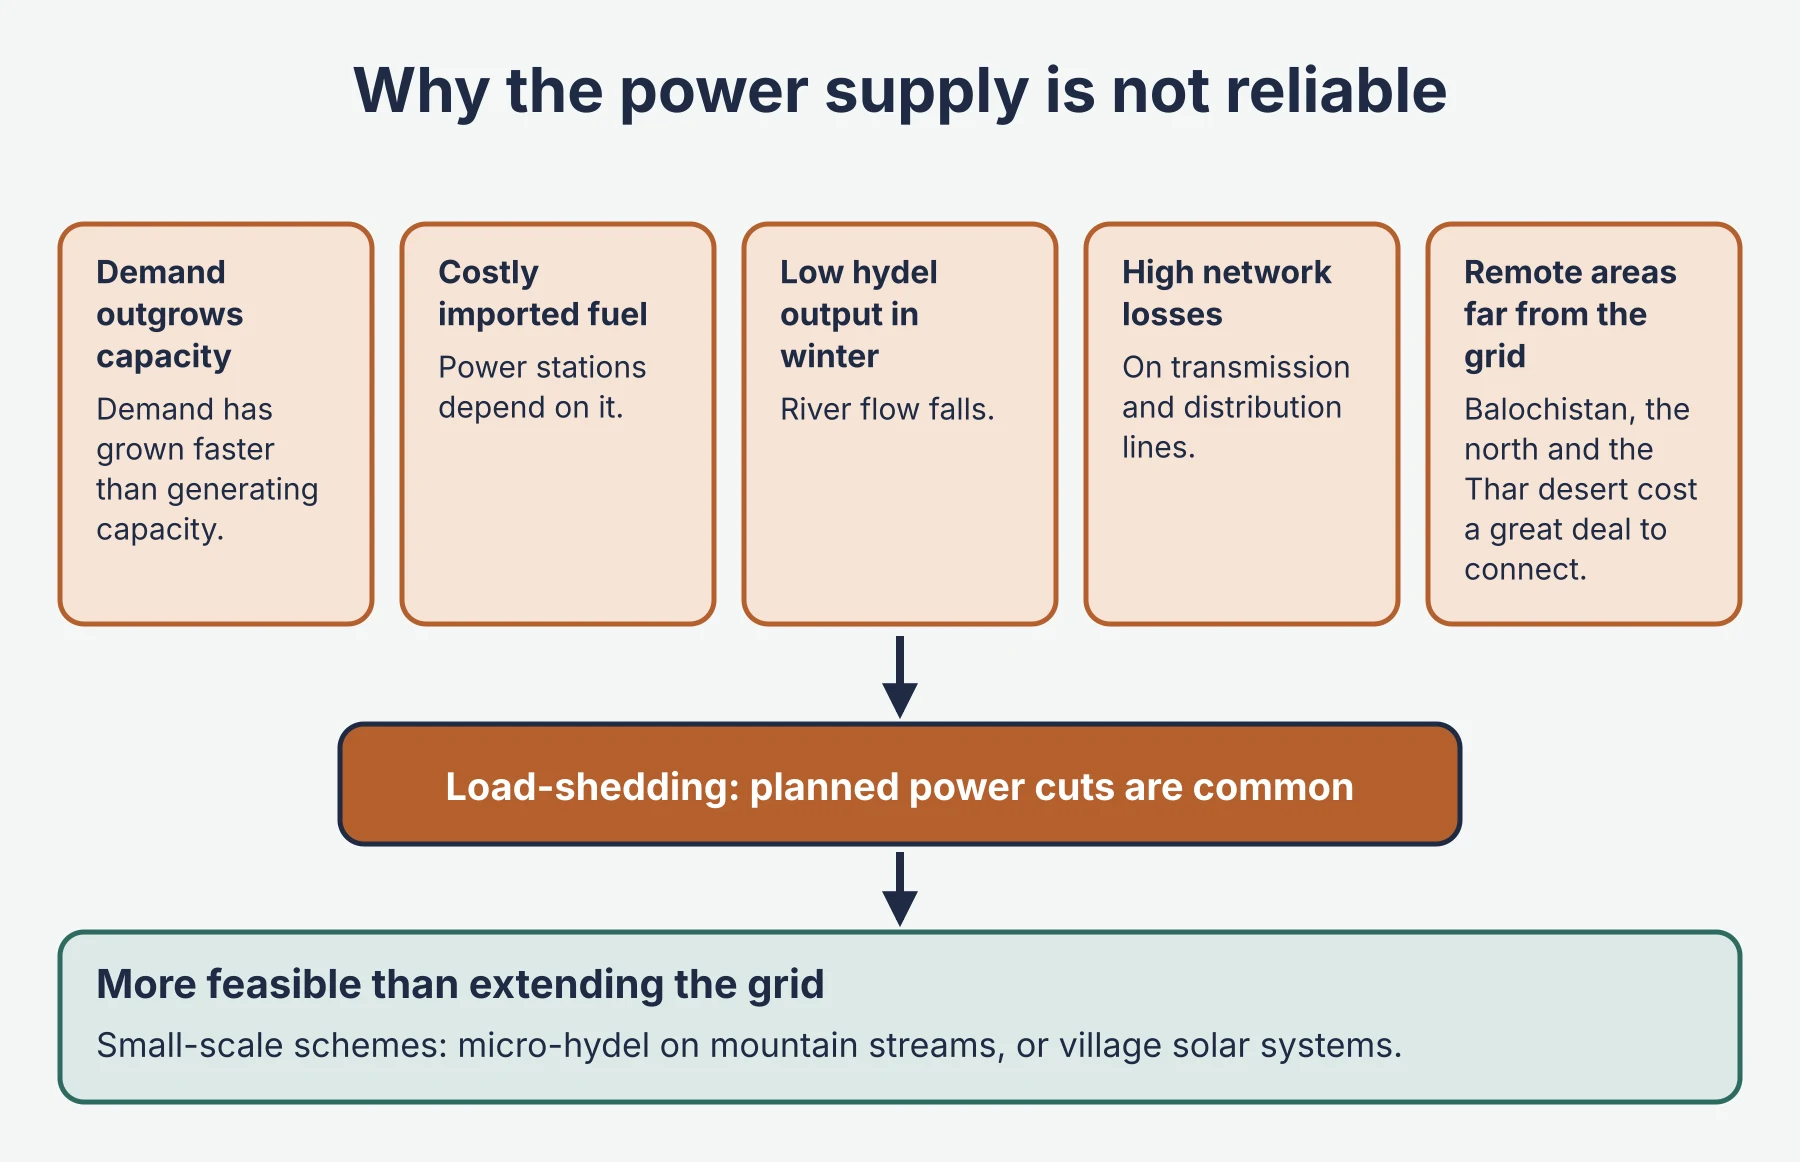 Why the power supply is not reliable
Demand
outgrows
capacity
Demand has
grown faster
than generating
capacity.
Costly
imported fuel
Power stations
depend on it.
Low hydel
output in
winter
River flow falls.
High network
losses
On transmission
and distribution
lines.
Remote areas
far from the
grid
Balochistan, the
north and the
Thar desert cost
a great deal to
connect.
Load-shedding: planned power cuts are common
More feasible than extending the grid
Small-scale schemes: micro-hydel on mountain streams, or village solar systems.